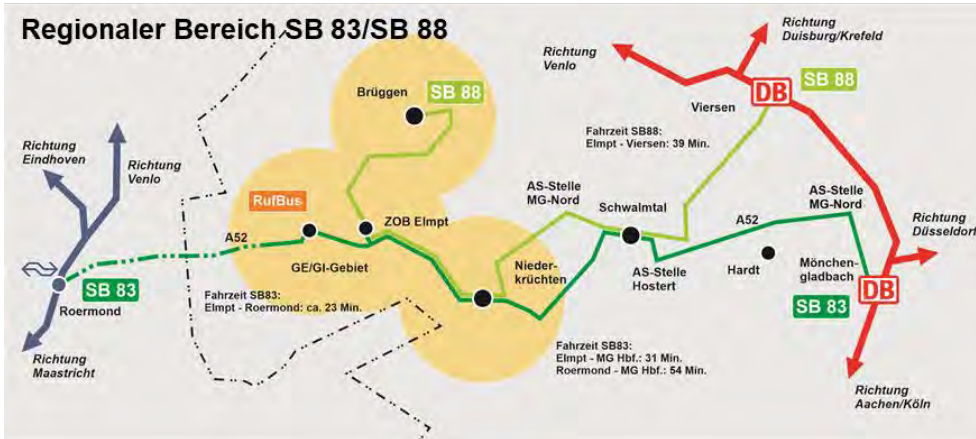 Regionaler Bereich SB 83/SB 88
Richtung
Duisburg/Krefeld
Richtung
Venlo
DB
SB 88
Viersen
Brüggen
SB 88
Fahrzeit SB88:
Elmpt - Viersen: 39 Min.
Richtung
Eindhoven
Richtung
Venlo
RufBus
ZOB Elmpt
AS-Stelle
MG-Nord
Schwalmtal
AS-Stelle
MG-Nord
A52
Richtung
Düsseldorf
A52
GE/GI-Gebiet
Nieder-
krüchten
AS-Stelle
Hostert
Hardt
Mönchen-
gladbach
DB
SB 83
SB 83
Roermond
Fahrzeit SB83:
Elmpt - Roermond: ca. 23 Min.
Fahrzeit SB83:
Elmpt - MG Hbf.: 31 Min.
Roermond - MG Hbf.: 54 Min.
Richtung
Maastricht
Richtung
Aachen/Köln